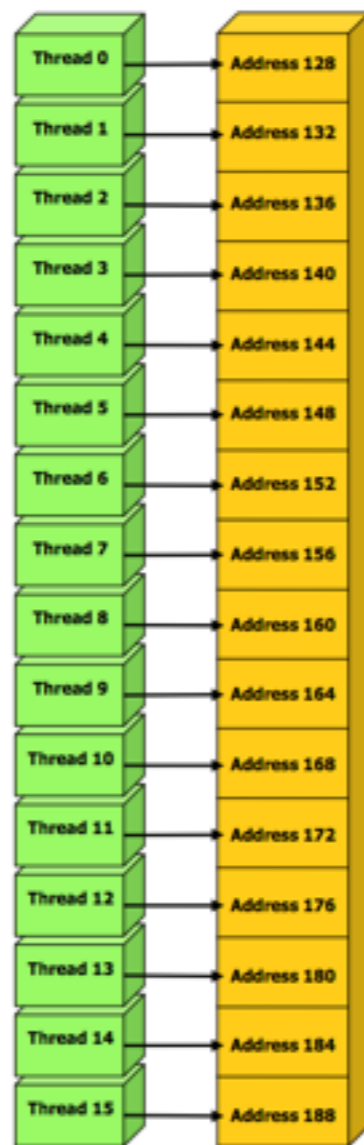 Thread 0 Address 128
Thread 1 Address 132
Thread 2 Address 136
Thread 3 Address 140
Thread 4 Address 144
Thread 5 Address 148
Thread 6 Address 152
Thread 7 Address 156
Thread 8 Address 160
Thread 9 Address 164
Thread 10 Address 168
Thread 11 Address 172
Thread 12 Address 176
Thread 13 Address 180
Thread 14 Address 184
Thread 15 Address 188